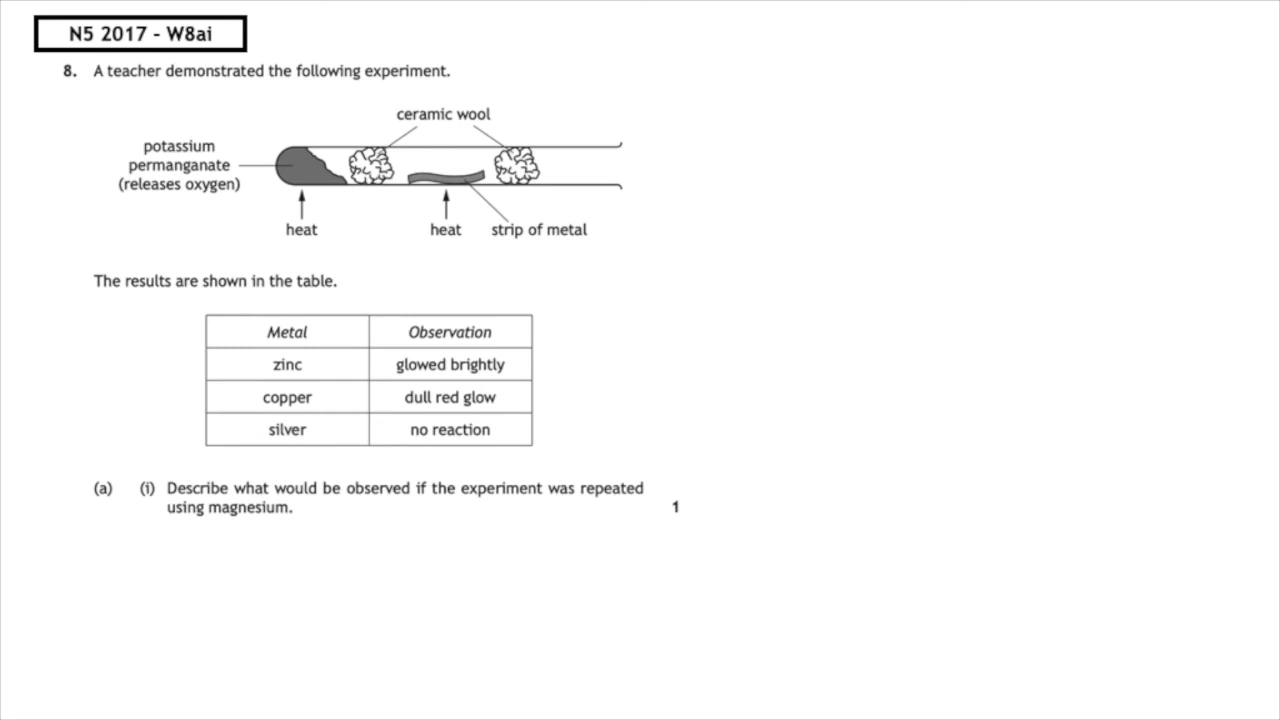 N5 2017 - W8ai
8. A teacher demonstrated the following experiment.
ceramic wool
potassium
permanganate
(releases oxygen)
heat
heat
strip of metal
The results are shown in the table.
Metal Observation
zinc glowed brightly
copper dull red glow
silver no reaction
(a) (i) Describe what would be observed if the experiment was repeated
using magnesium. 1